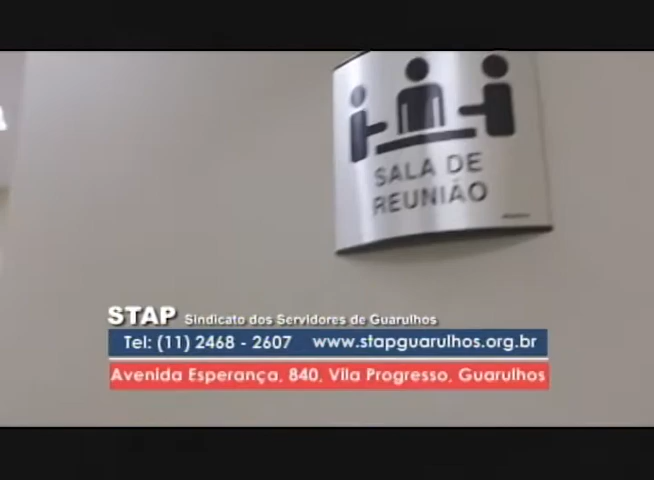 SALA DE
REUNIÃO
STAP Sindicato dos Servidores de Guarulhos
Tel: (11) 2468 - 2607 www.stapguarulhos.org.br
Avenida Esperança, 840, Vila Progresso, Guarulhos